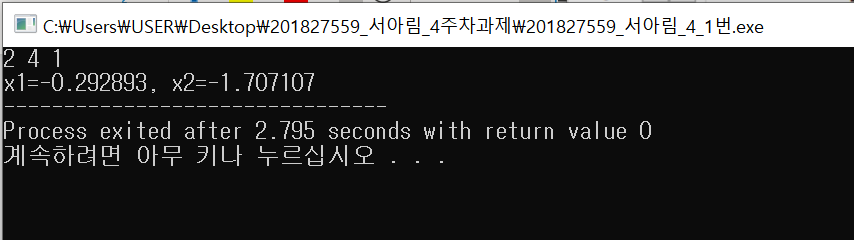 C:₩Users₩USER₩Desktop₩201827559_서아림_4주차과제₩201827559_서아림_4_1번.exe
2 4 1
x1=-0.292893, x2=-1.707107
--------------------------------
Process exited after 2.795 seconds with return value 0
계속하려면 아무 키나 누르십시오 . . .